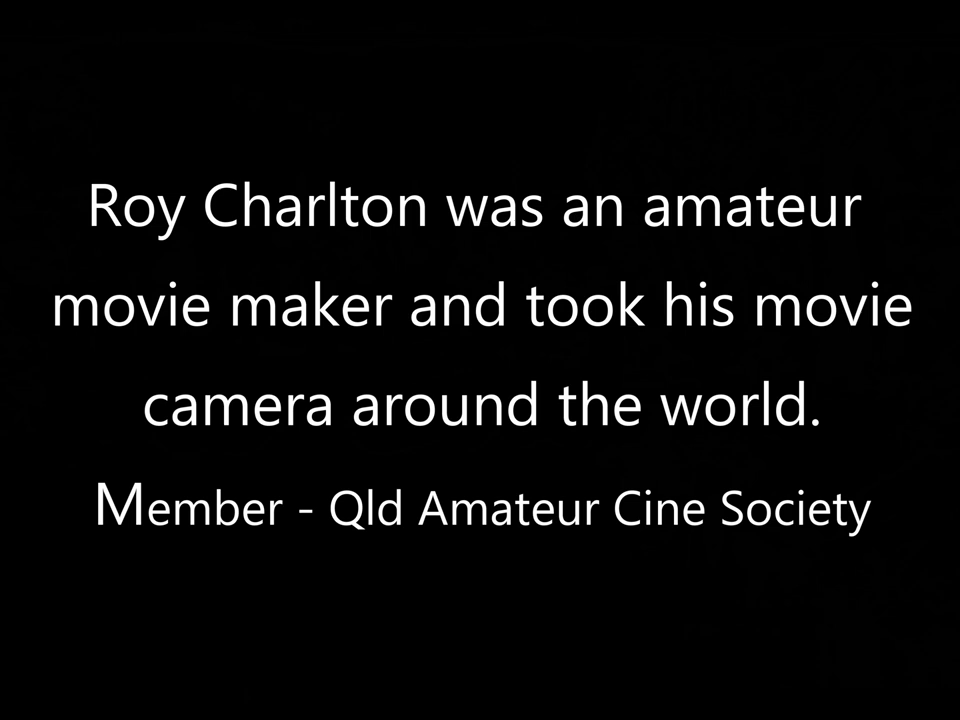 Roy Charlton was an amateur
movie maker and took his movie
camera around the world.
Member - Qld Amateur Cine Society